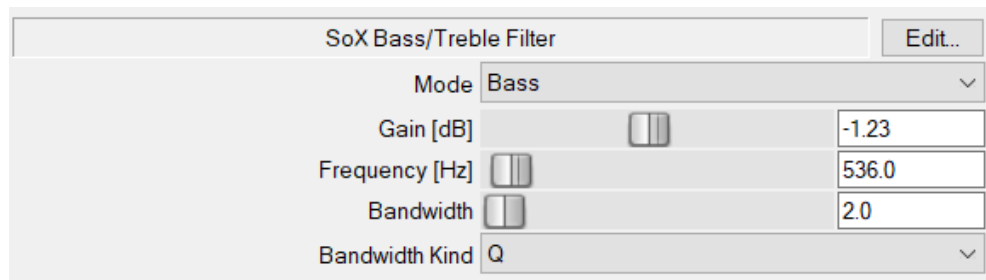 SoX Bass/Treble Filter Edit...
Mode Bass
Gain [dB] -1.23
Frequency [Hz] 536.0
Bandwidth 2.0
Bandwidth Kind Q